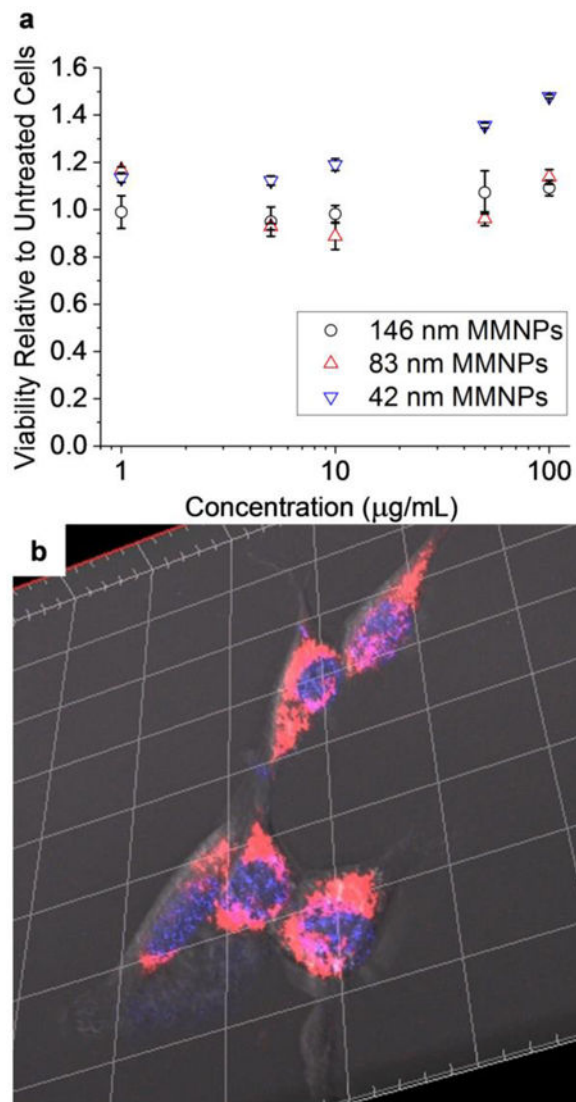 a
1.6
1.4
1.2
1.0
0.8
0.6
0.4
0.2
0.0
Viability Relative to Untreated Cells
146 nm MMNPs
83 nm MMNPs
42 nm MMNPs
1 10 100
Concentration (μg/mL)
b